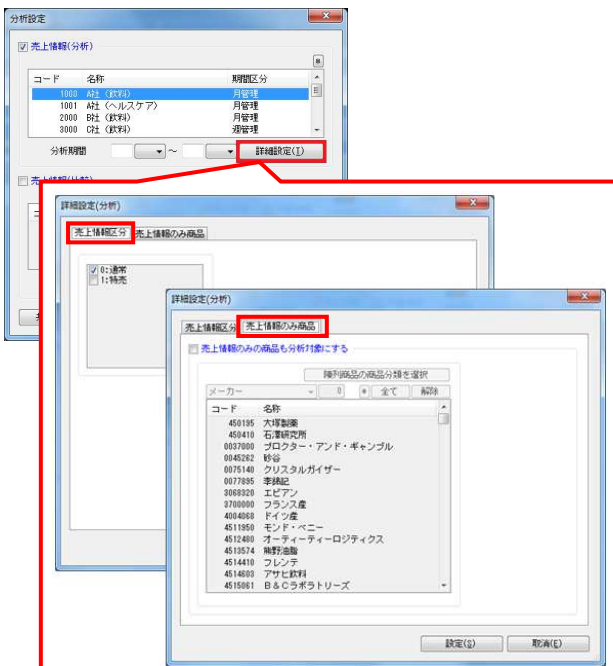 分析設定
売上情報(分析)
コード 名称 期間区分
1000 A社（飲料） 月管理
1001 A社（ヘルスケア） 月管理
2000 B社（飲料） 月管理
3000 C社（飲料） 週管理
分析期間 ～ 詳細設定(I)
詳細設定(分析)
売上情報区分 売上情報のみ商品
0:通常
1:特売
詳細設定(分析)
売上情報区分 売上情報のみ商品
売上情報のみの商品も分析対象にする
陳列商品の商品分類を選択
メーカー 0 全て 解除
コード 名称
450195 大塚製薬
450410 石澤研究所
0037000 プロクター・アンド・ギャンブル
0045262 砂谷
0075140 クリスタルガイザー
0077895 李錦記
3068320 エビアン
3700000 フランス産
4004068 ドイツ産
4511950 モンド・ベニー
4512480 オーティーティーロジティクス
4513574 熊野油脂
4514410 フレンテ
4514603 アサヒ飲料
4515061 B＆Cラボラトリーズ
設定(S) 取消(E)